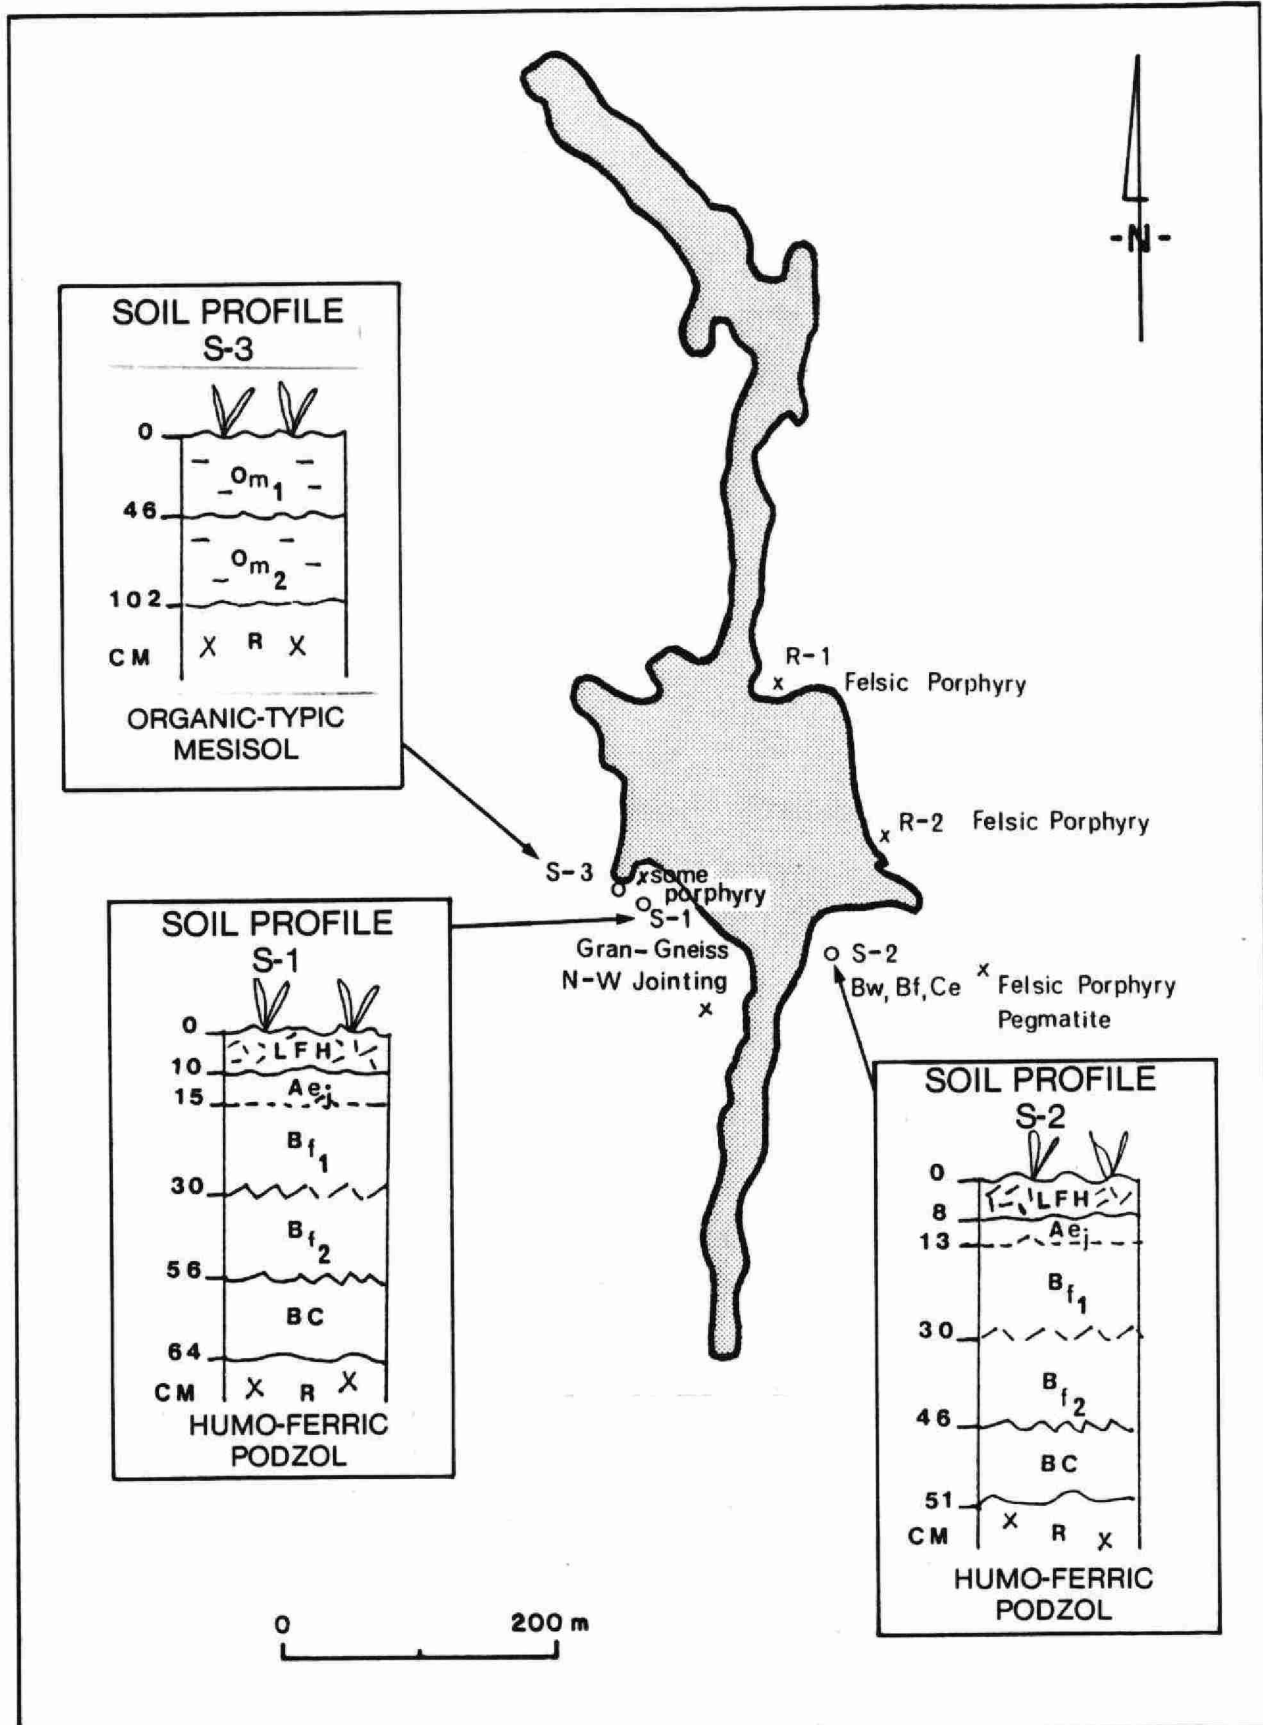 -N-
SOIL PROFILE
S-3
0
Om1
46
Om2
102
CM
X R X
ORGANIC-TYPIC
MESISOL
R-1
x
Felsic Porphyry
R-2 Felsic Porphyry
x
S-3
x some
porphyry
S-1
Gran-Gneiss
N-W Jointing
x
S-2
Bw, Bf, Ce
x Felsic Porphyry
Pegmatite
SOIL PROFILE
S-1
0
LFH
10
Aej
15
Bf1
30
Bf2
56
BC
64
CM
X R X
HUMO-FERRIC
PODZOL
SOIL PROFILE
S-2
0
LFH
8
Aej
13
Bf1
30
Bf2
46
BC
51
CM
X R X
HUMO-FERRIC
PODZOL
0 200 m